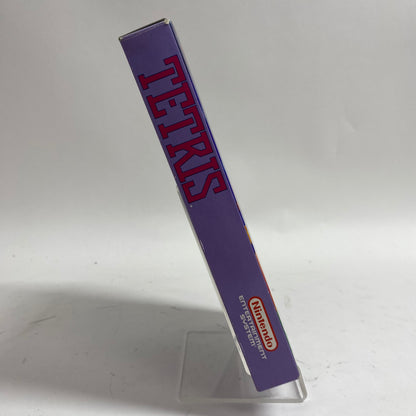 TETRIS
Nintendo
ENTERTAINMENT
SYSTEM